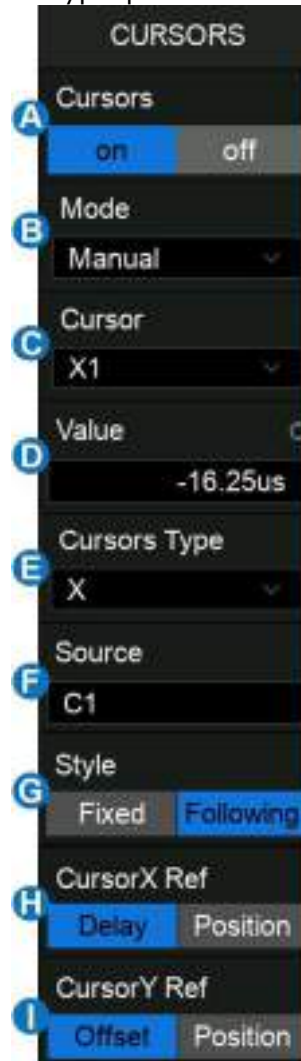 CURSORS
A
Cursors
on off
B
Mode
Manual
C
Cursor
X1
D
Value
-16.25us
E
Cursors Type
X
F
Source
C1
G
Style
Fixed Following
H
CursorX Ref
Delay Position
I
CursorY Ref
Offset Position